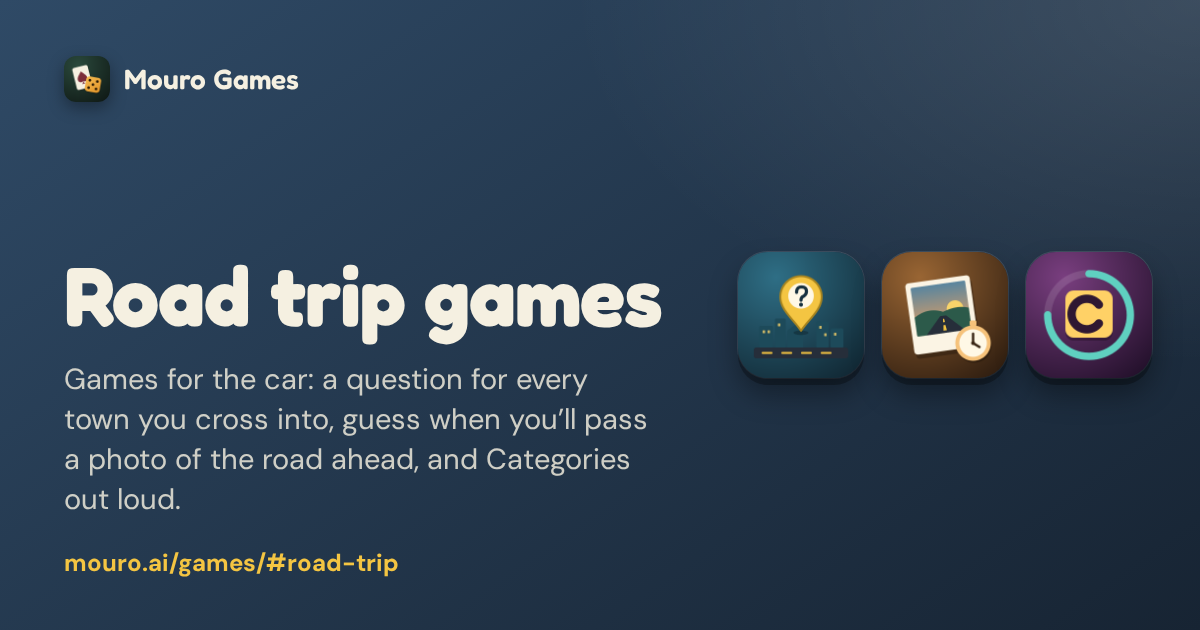 Mouro Games
Road trip games
Games for the car: a question for every
town you cross into, guess when you’ll pass
a photo of the road ahead, and Categories
out loud.
mouro.ai/games/#road-trip
?
C